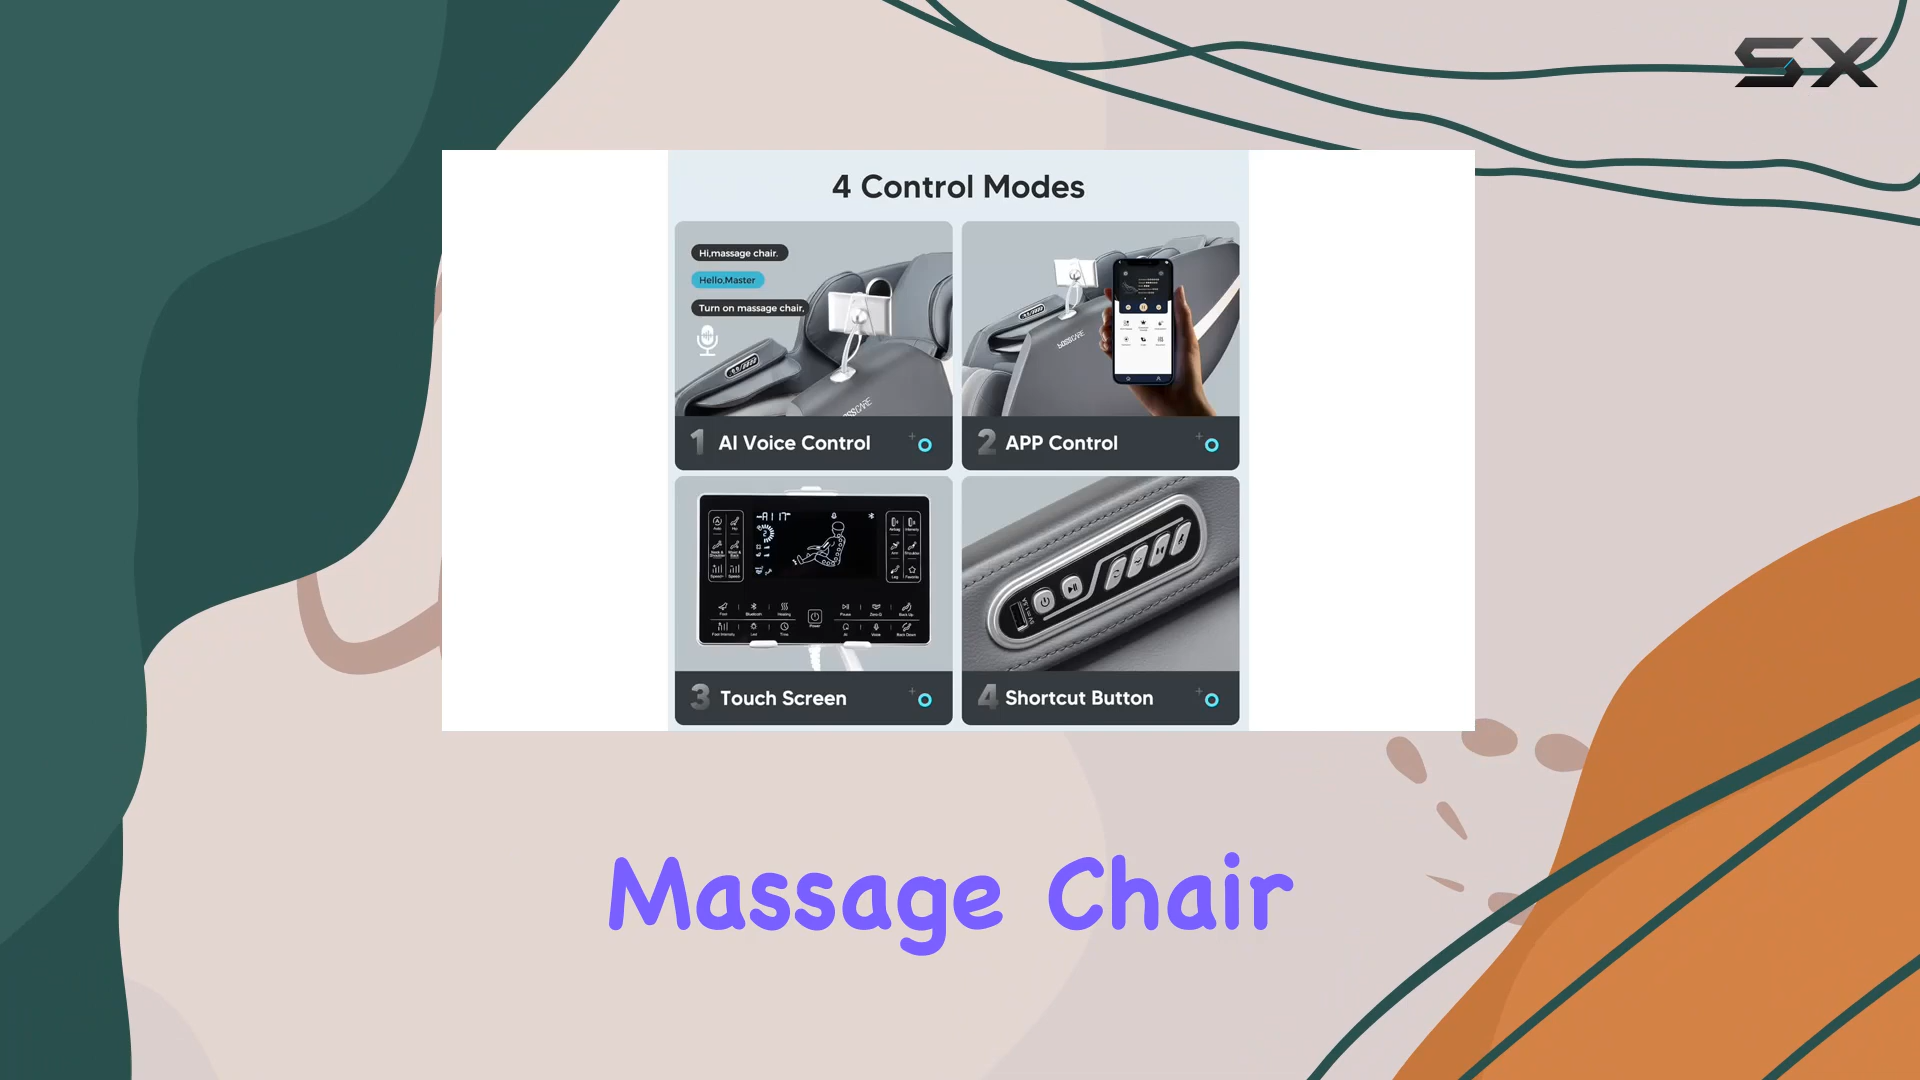 SX
4 Control Modes
Hi,massage chair.
Hello,Master
Turn on massage chair,
1 AI Voice Control
2 APP Control
3 Touch Screen
4 Shortcut Button
Massage Chair